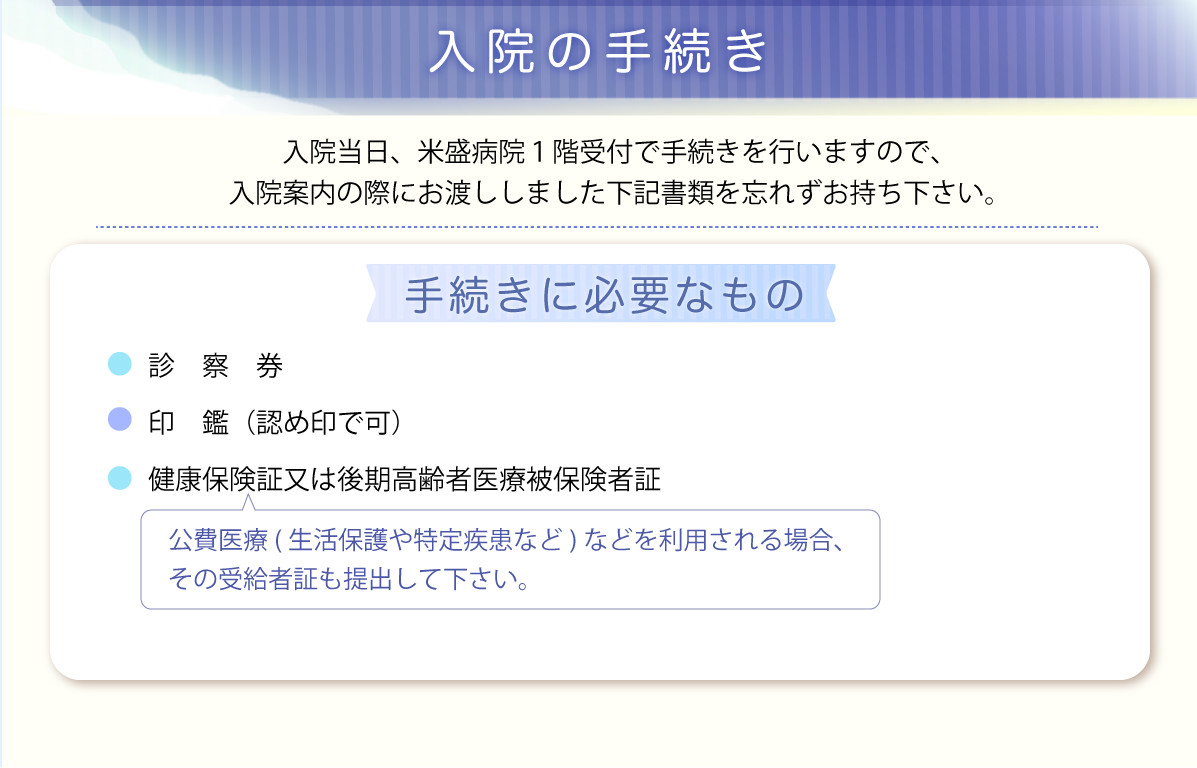 入院の手続き
入院当日、米盛病院1階受付で手続きを行いますので、
入院案内の際にお渡ししました下記書類を忘れずお持ち下さい。
手続きに必要なもの
診　察　券
印　鑑（認め印で可）
健康保険証又は後期高齢者医療被保険者証
公費医療(生活保護や特定疾患など)などを利用される場合、
その受給者証も提出して下さい。